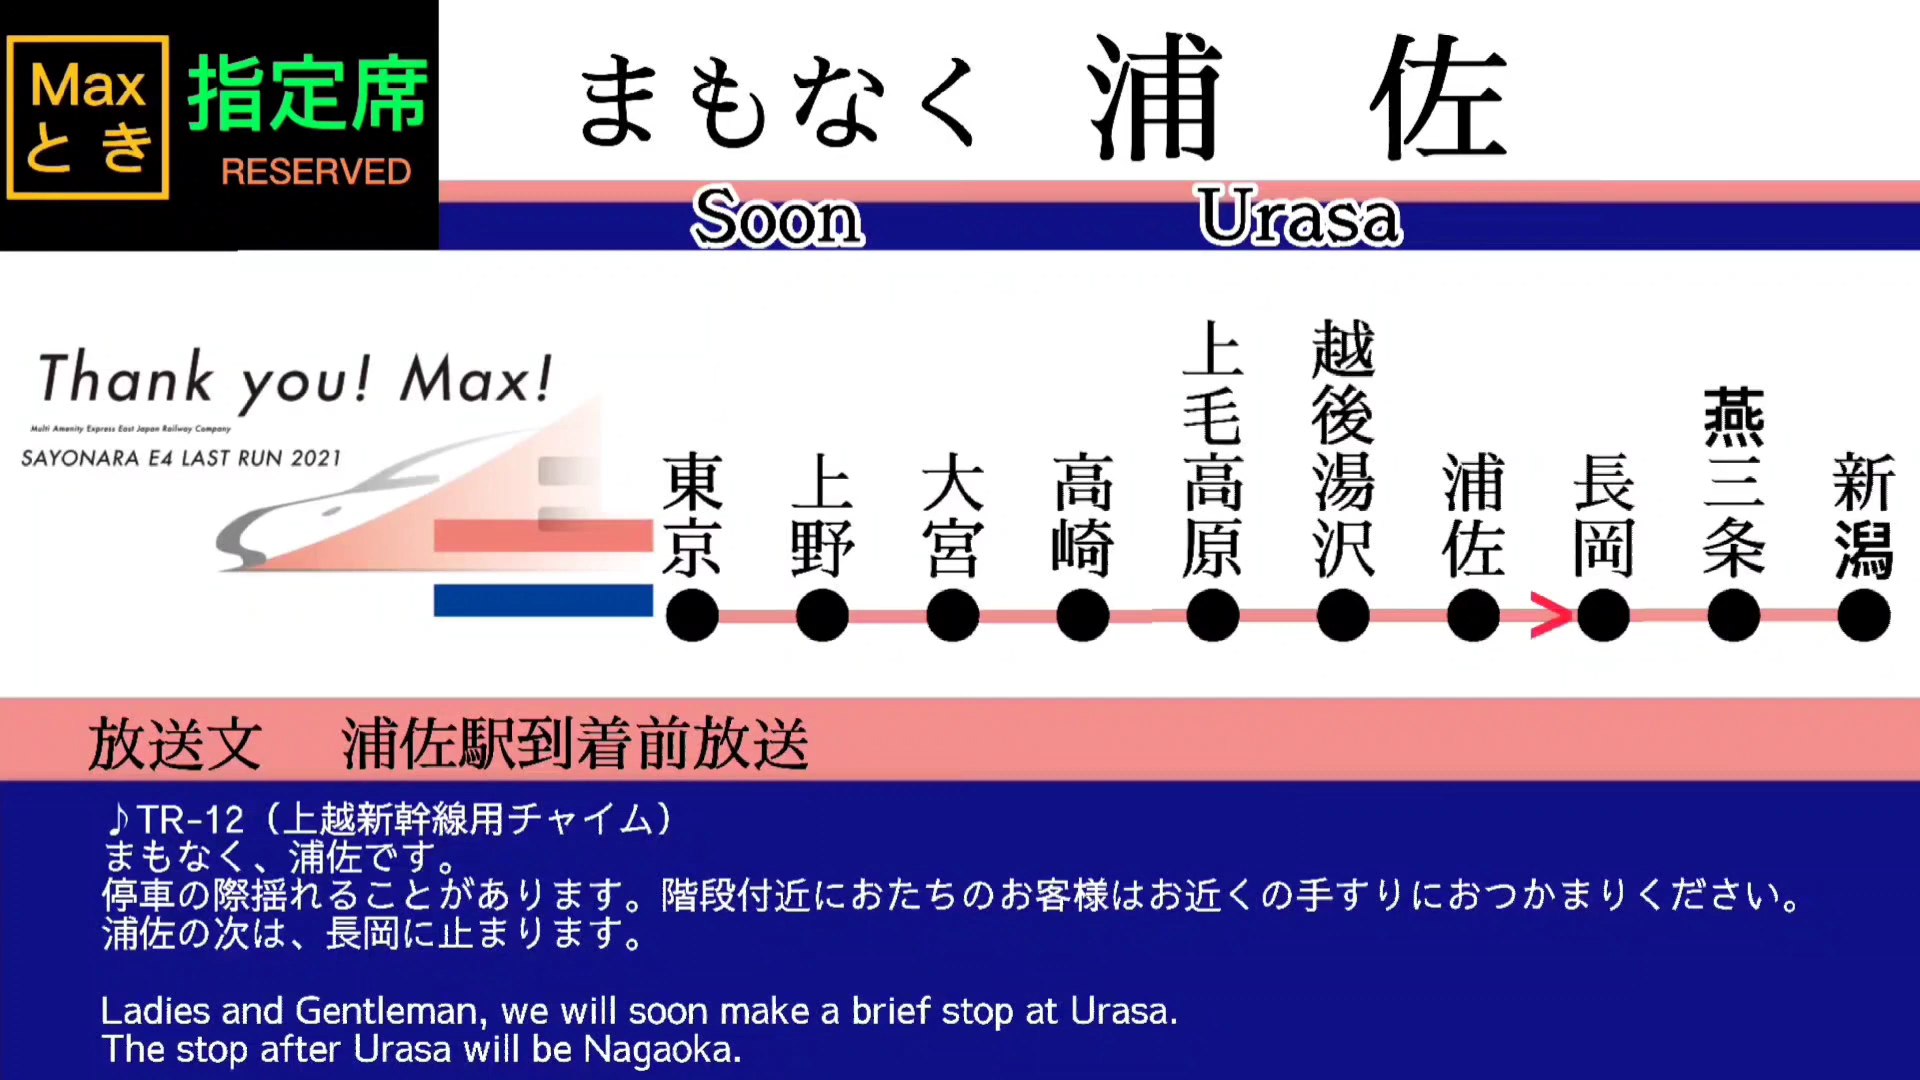 Max
とき
指定席
RESERVED
まもなく 浦佐
Soon Urasa
Thank you! Max!
Multi Amenity Express East Japan Railway Company
SAYONARA E4 LAST RUN 2021
東京
上野
大宮
高崎
上毛高原
越後湯沢
浦佐
>
長岡
燕三条
新潟
放送文 浦佐駅到着前放送
♪TR-12（上越新幹線用チャイム）
まもなく、浦佐です。
停車の際揺れることがあります。階段付近におたちのお客様はお近くの手すりにおつかまりください。
浦佐の次は、長岡に止まります。
Ladies and Gentleman, we will soon make a brief stop at Urasa.
The stop after Urasa will be Nagaoka.